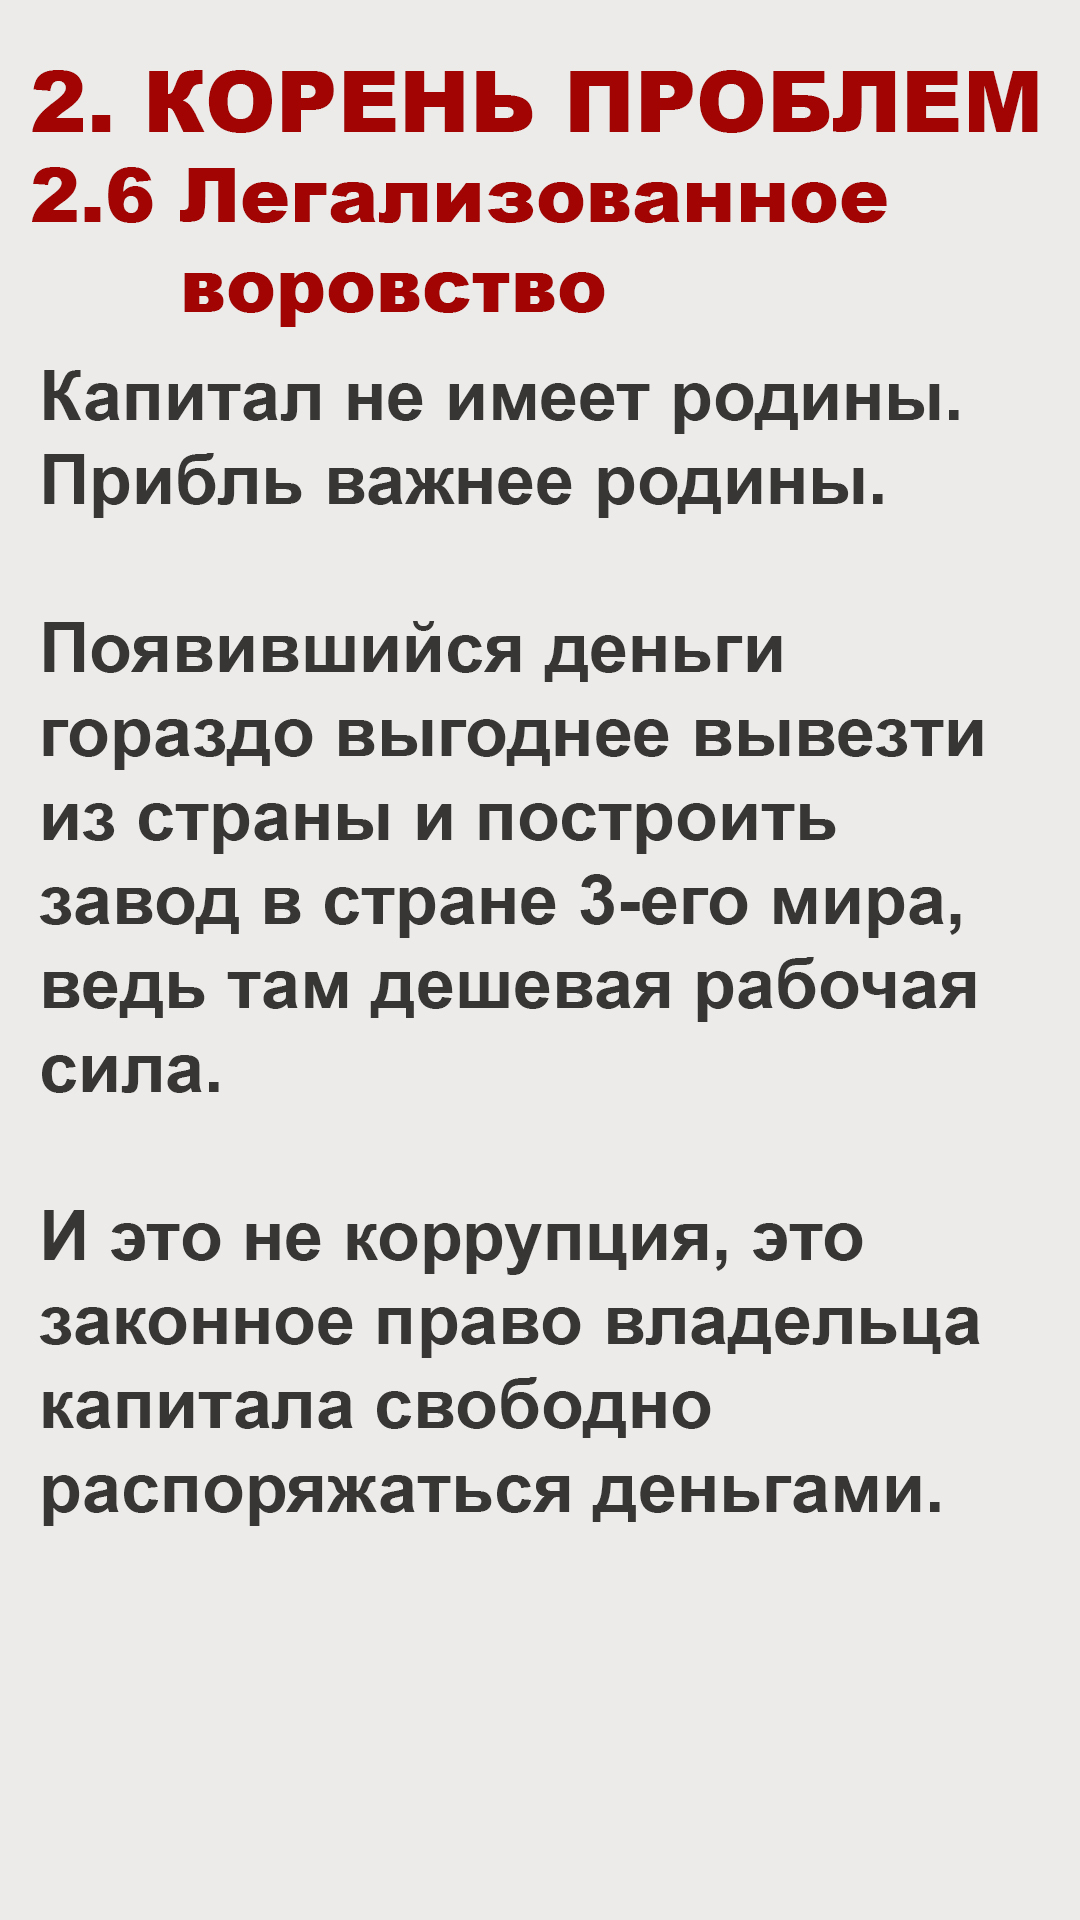 2. КОРЕНЬ ПРОБЛЕМ
2.6 Легализованное
воровство
Капитал не имеет родины.
Прибль важнее родины.
Появившийся деньги
гораздо выгоднее вывезти
из страны и построить
завод в стране 3-его мира,
ведь там дешевая рабочая
сила.
И это не коррупция, это
законное право владельца
капитала свободно
распоряжаться деньгами.